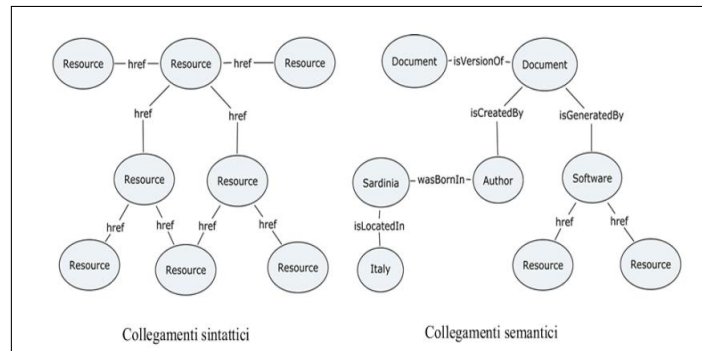 Resource href Resource href Resource
href href
Resource Resource
href href href href
Resource Resource Resource
Collegamenti sintattici
Document isVersionOf Document
isCreatedBy isGeneratedBy
Sardinia wasBornIn Author Software
isLocatedIn href href
Italy Resource Resource
Collegamenti semantici